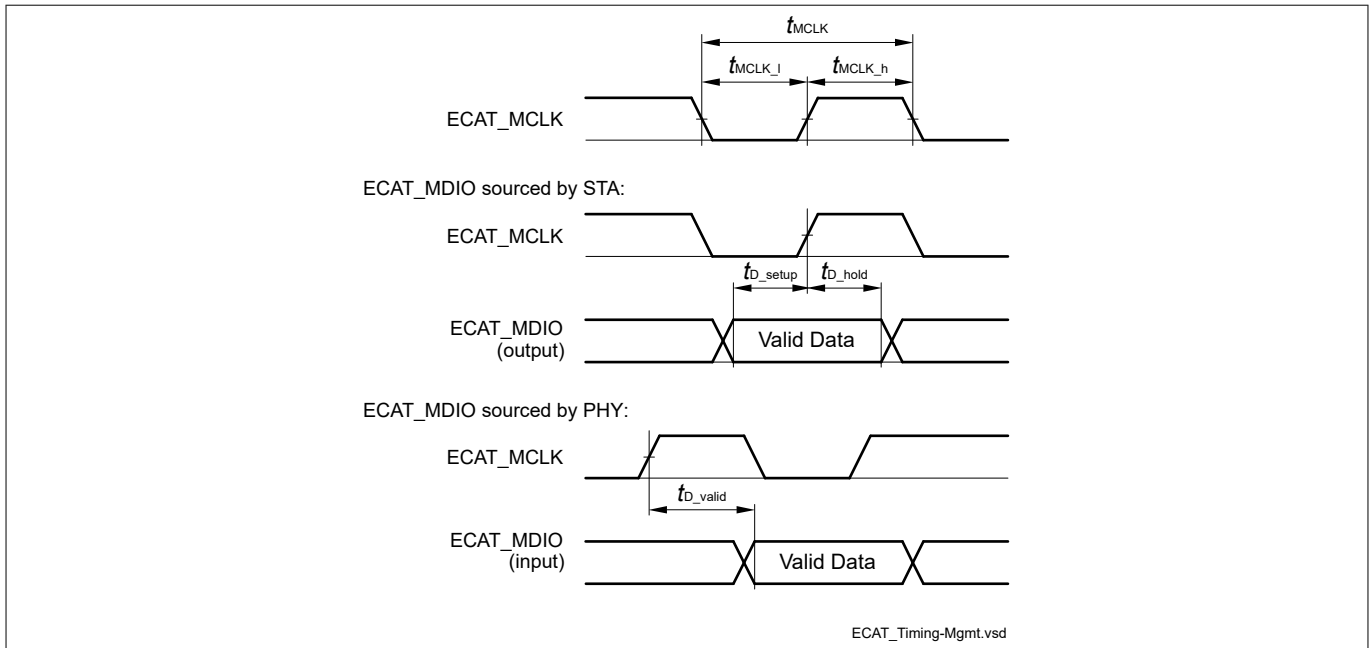 tMCLK
tMCLK_l
tMCLK_h
ECAT_MCLK
ECAT_MDIO sourced by STA:
ECAT_MCLK
tD_setup
tD_hold
ECAT_MDIO
(output)
Valid Data
ECAT_MDIO sourced by PHY:
ECAT_MCLK
tD_valid
ECAT_MDIO
(input)
Valid Data
ECAT_Timing-Mgmt.vsd